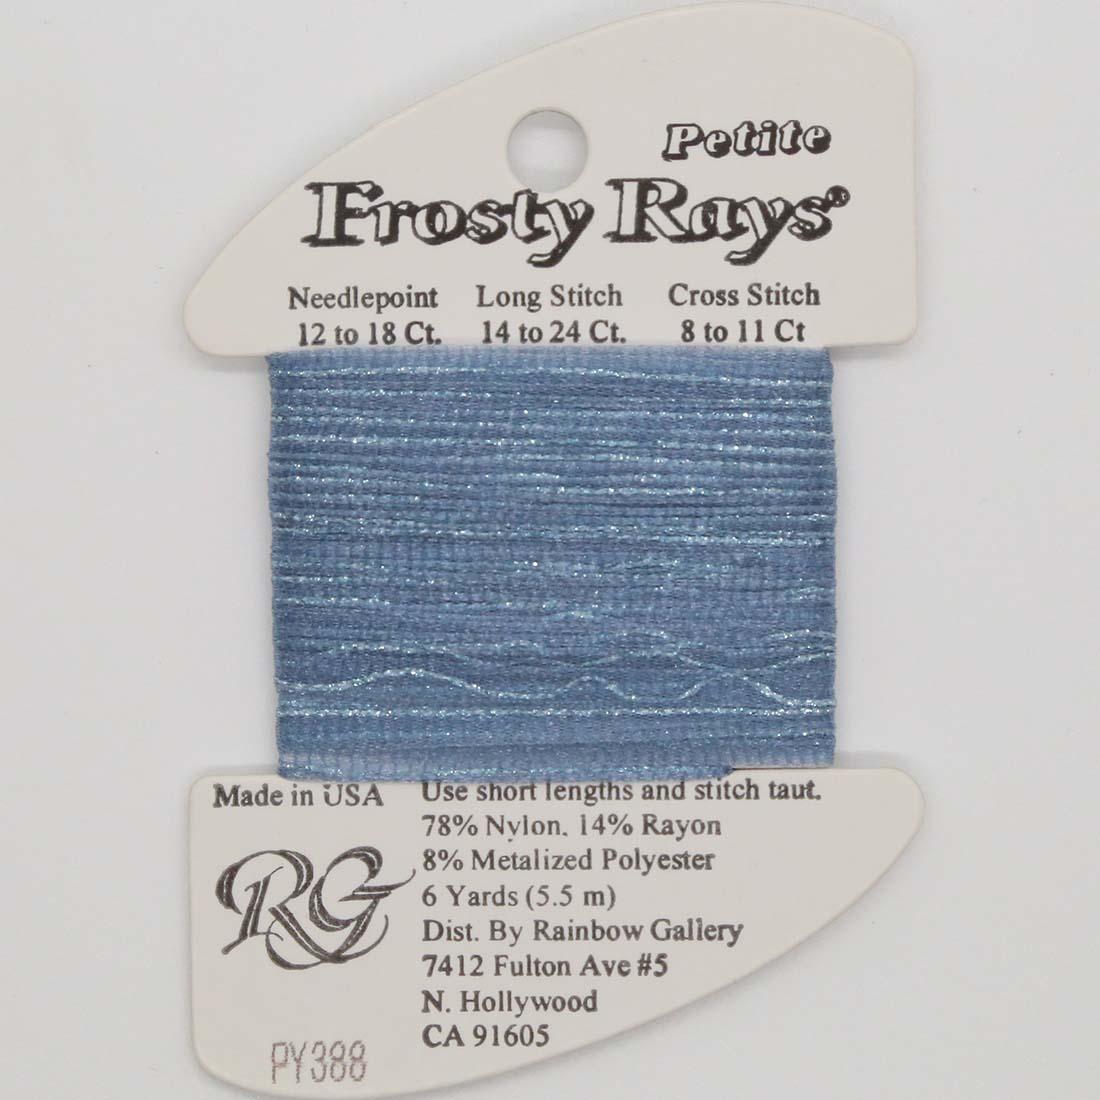 Petite
Frosty Rays®
Needlepoint Long Stitch Cross Stitch
12 to 18 Ct. 14 to 24 Ct. 8 to 11 Ct
Made in USA
Use short lengths and stitch taut.
78% Nylon. 14% Rayon
8% Metalized Polyester
6 Yards (5.5 m)
Dist. By Rainbow Gallery
7412 Fulton Ave #5
N. Hollywood
CA 91605
RG
PY388